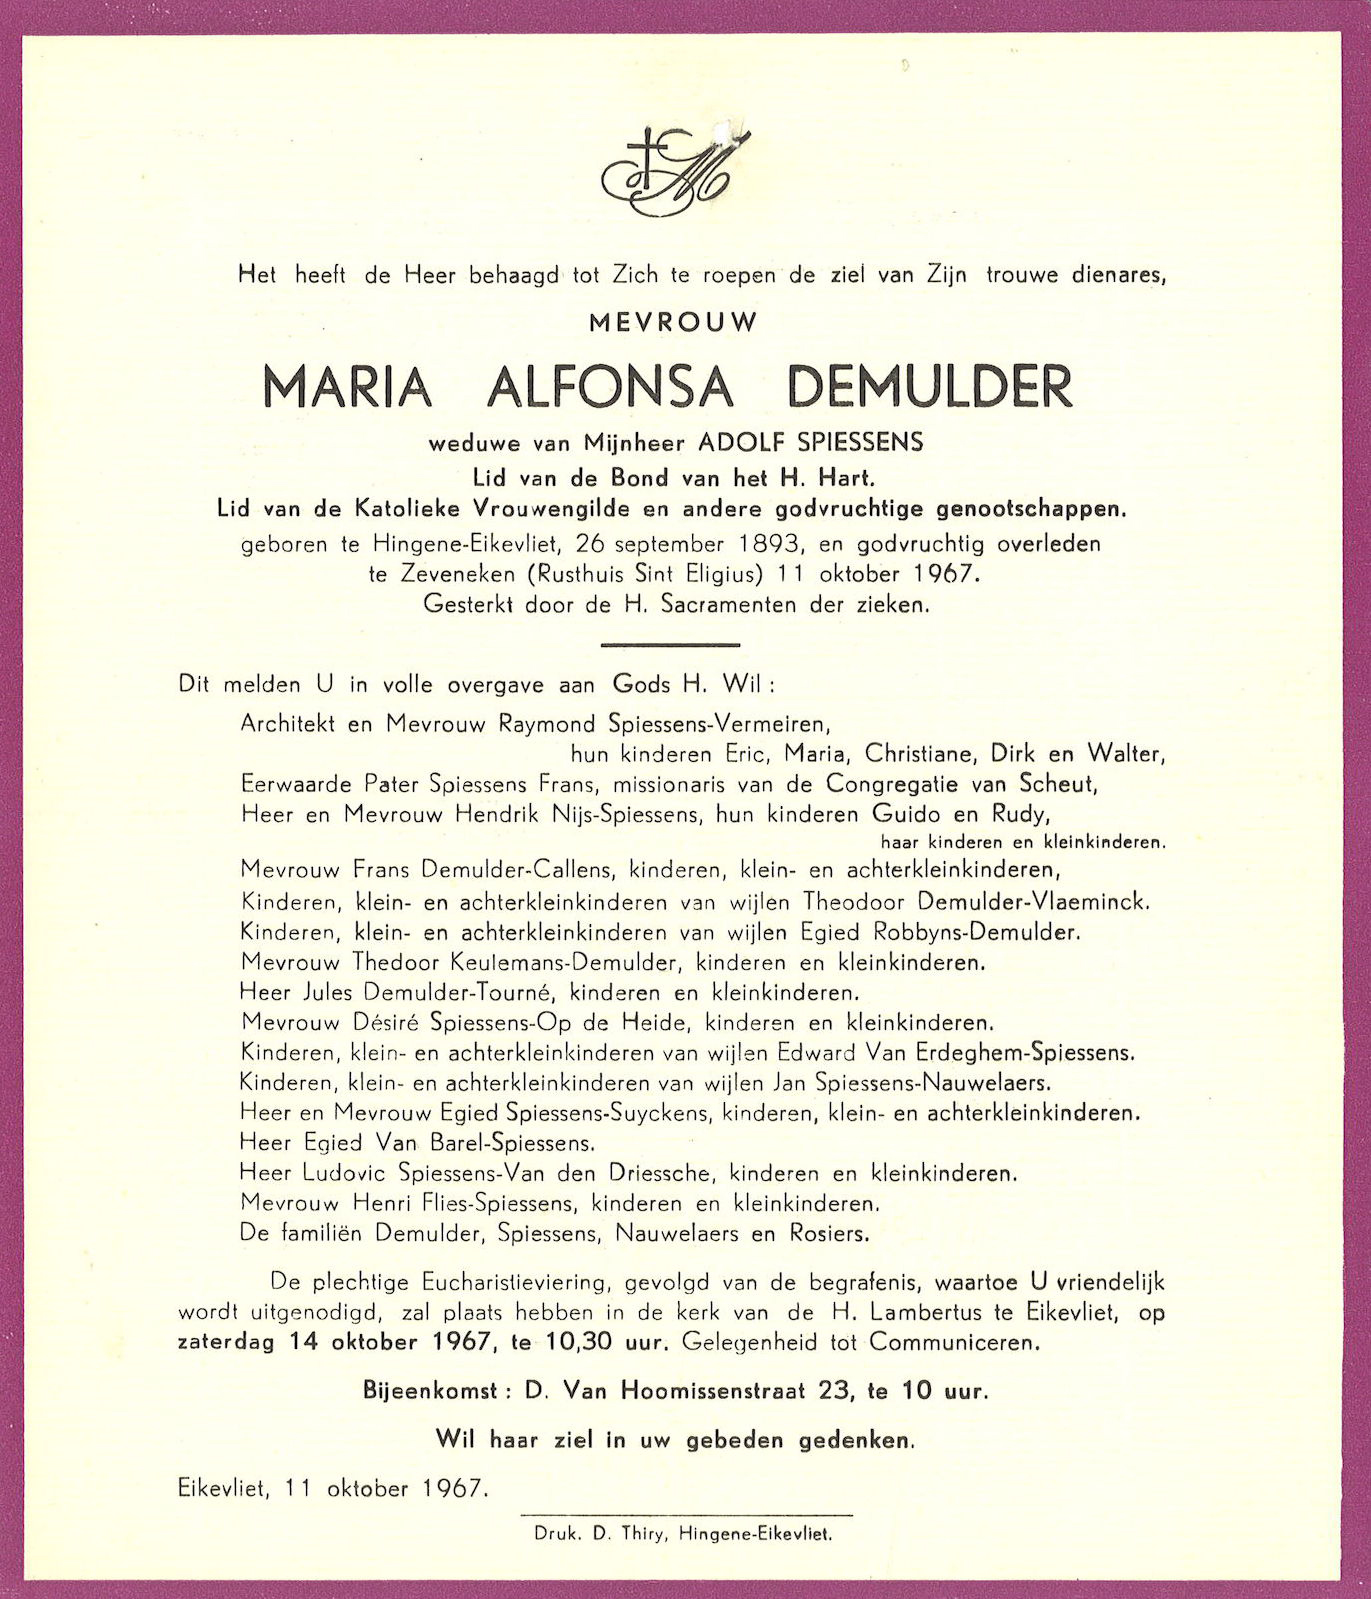 Het heeft de Heer behaagd tot Zich te roepen de ziel van Zijn trouwe dienares,
MEVROUW
MARIA ALFONSA DEMULDER
weduwe van Mijnheer ADOLF SPIESSENS
Lid van de Bond van het H. Hart.
Lid van de Katolieke Vrouwengilde en andere godvruchtige genootschappen.
geboren te Hingene-Eikevliet, 26 september 1893, en godvruchtig overleden
te Zeveneken (Rusthuis Sint Eligius) 11 oktober 1967.
Gesterkt door de H. Sacramenten der zieken.
Dit melden U in volle overgave aan Gods H. Wil :
Architekt en Mevrouw Raymond Spiessens-Vermeiren,
hun kinderen Eric, Maria, Christiane, Dirk en Walter,
Eerwaarde Pater Spiessens Frans, missionaris van de Congregatie van Scheut,
Heer en Mevrouw Hendrik Nijs-Spiessens, hun kinderen Guido en Rudy,
haar kinderen en kleinkinderen.
Mevrouw Frans Demulder-Callens, kinderen, klein- en achterkleinkinderen,
Kinderen, klein- en achterkleinkinderen van wijlen Theodoor Demulder-Vlaeminck.
Kinderen, klein- en achterkleinkinderen van wijlen Egied Robbyns-Demulder.
Mevrouw Thedoor Keulemans-Demulder, kinderen en kleinkinderen.
Heer Jules Demulder-Tourné, kinderen en kleinkinderen.
Mevrouw Désiré Spiessens-Op de Heide, kinderen en kleinkinderen.
Kinderen, klein- en achterkleinkinderen van wijlen Edward Van Erdeghem-Spiessens.
Kinderen, klein- en achterkleinkinderen van wijlen Jan Spiessens-Nauwelaers.
Heer en Mevrouw Egied Spiessens-Suyckens, kinderen, klein- en achterkleinkinderen.
Heer Egied Van Barel-Spiessens.
Heer Ludovic Spiessens-Van den Driessche, kinderen en kleinkinderen.
Mevrouw Henri Flies-Spiessens, kinderen en kleinkinderen.
De familiën Demulder, Spiessens, Nauwelaers en Rosiers.
De plechtige Eucharistieviering, gevolgd van de begrafenis, waartoe U vriendelijk
wordt uitgenodigd, zal plaats hebben in de kerk van de H. Lambertus te Eikevliet, op
zaterdag 14 oktober 1967, te 10,30 uur. Gelegenheid tot Communiceren.
Bijeenkomst : D. Van Hoomissenstraat 23, te 10 uur.
Wil haar ziel in uw gebeden gedenken.
Eikevliet, 11 oktober 1967.
Druk. D. Thiry, Hingene-Eikevliet.